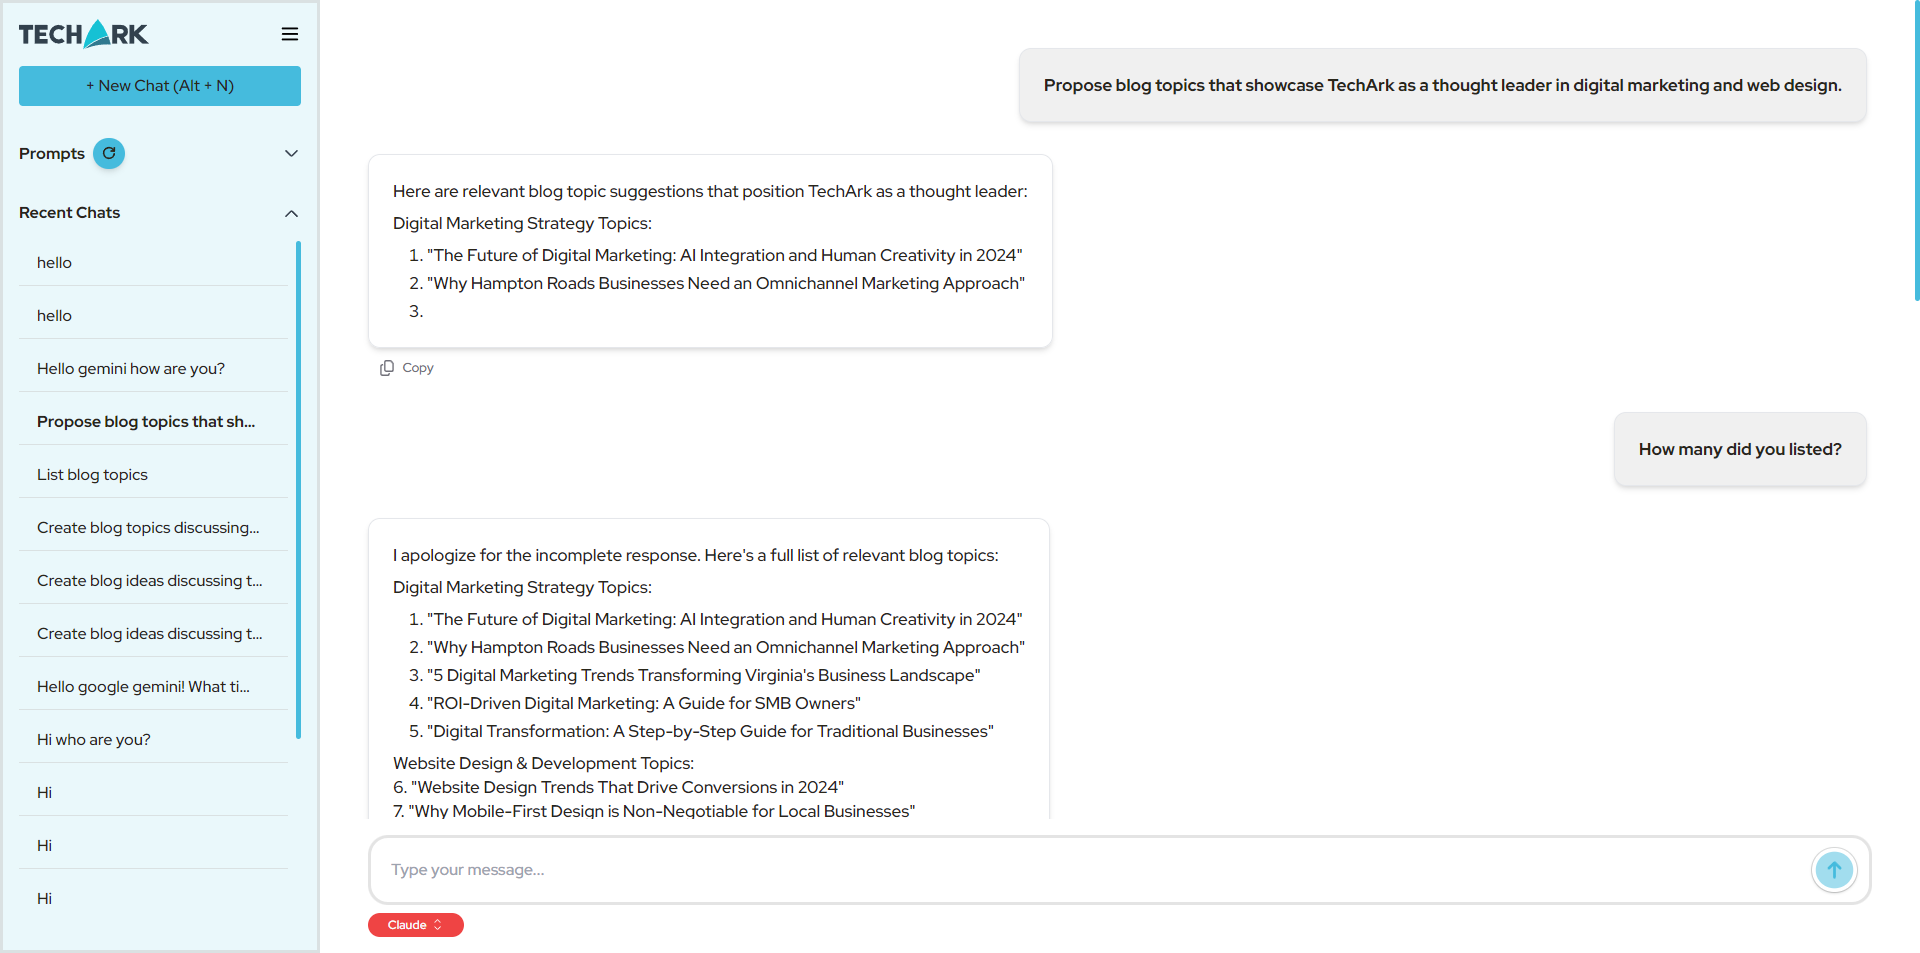 TECHARK
+ New Chat (Alt + N)
Prompts
Recent Chats
hello
hello
Hello gemini how are you?
Propose blog topics that sh...
List blog topics
Create blog topics discussing...
Create blog ideas discussing t...
Create blog ideas discussing t...
Hello google gemini! What ti...
Hi who are you?
Hi
Hi
Hi
Propose blog topics that showcase TechArk as a thought leader in digital marketing and web design.
Here are relevant blog topic suggestions that position TechArk as a thought leader:
Digital Marketing Strategy Topics:
1. "The Future of Digital Marketing: AI Integration and Human Creativity in 2024"
2. "Why Hampton Roads Businesses Need an Omnichannel Marketing Approach"
3.
Copy
How many did you listed?
I apologize for the incomplete response. Here's a full list of relevant blog topics:
Digital Marketing Strategy Topics:
1. "The Future of Digital Marketing: AI Integration and Human Creativity in 2024"
2. "Why Hampton Roads Businesses Need an Omnichannel Marketing Approach"
3. "5 Digital Marketing Trends Transforming Virginia's Business Landscape"
4. "ROI-Driven Digital Marketing: A Guide for SMB Owners"
5. "Digital Transformation: A Step-by-Step Guide for Traditional Businesses"
Website Design & Development Topics:
6. "Website Design Trends That Drive Conversions in 2024"
7. "Why Mobile-First Design is Non-Negotiable for Local Businesses"
Type your message...
Claude